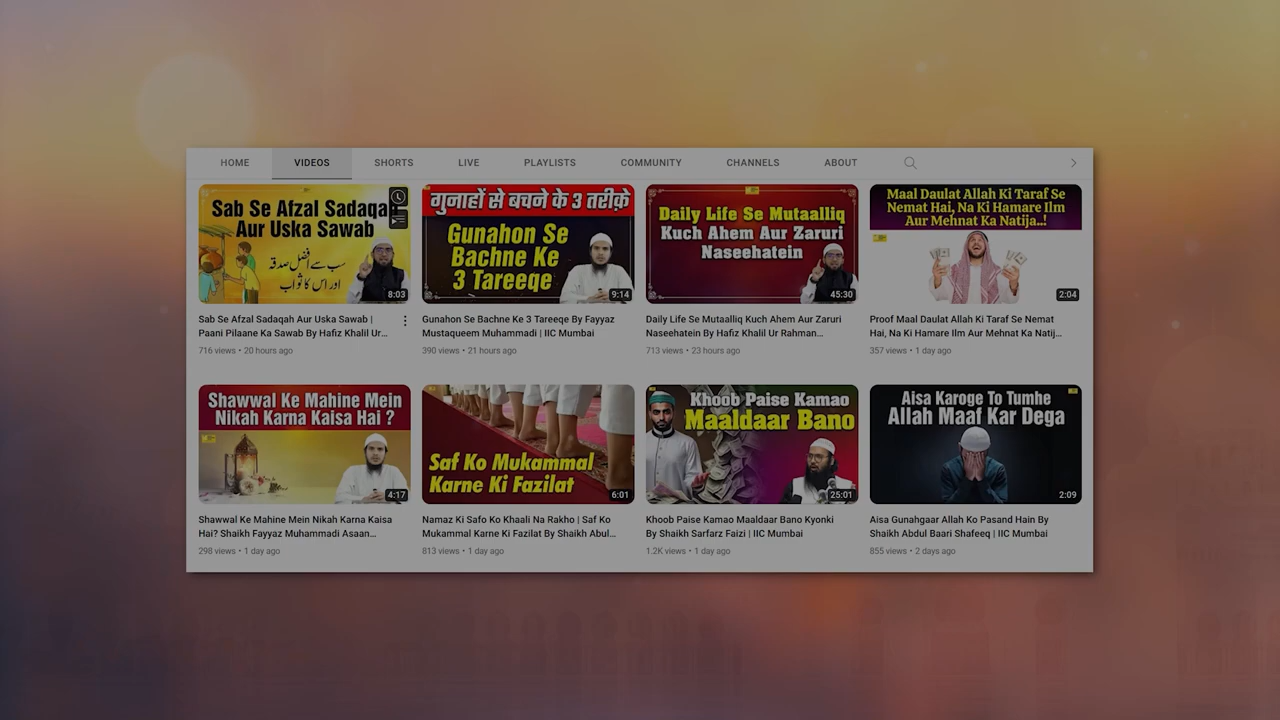 HOME VIDEOS SHORTS LIVE PLAYLISTS COMMUNITY CHANNELS ABOUT
Sab Se Afzal Sadaqah
Aur Uska Sawab
سب سے افضل صدقہ
اور اس کا ثواب
8:03
गुनाहों से बचने के 3 तरीक़े
Gunahon Se
Bachne Ke
3 Tareeqe
9:14
Daily Life Se Mutaalliq
Kuch Ahem Aur Zaruri
Naseehatein
45:30
Maal Daulat Allah Ki Taraf Se
Nemat Hai, Na Ki Hamare Ilm
Aur Mehnat Ka Natija..!
2:04
Sab Se Afzal Sadaqah Aur Uska Sawab |
Paani Pilaane Ka Sawab By Hafiz Khalil Ur...
716 views • 20 hours ago
Gunahon Se Bachne Ke 3 Tareeqe By Fayyaz
Mustaqueem Muhammadi | IIC Mumbai
390 views • 21 hours ago
Daily Life Se Mutaalliq Kuch Ahem Aur Zaruri
Naseehatein By Hafiz Khalil Ur Rahman...
713 views • 23 hours ago
Proof Maal Daulat Allah Ki Taraf Se Nemat
Hai, Na Ki Hamare Ilm Aur Mehnat Ka Natij...
357 views • 1 day ago
Shawwal Ke Mahine Mein
Nikah Karna Kaisa Hai ?
4:17
Saf Ko Mukammal
Karne Ki Fazilat
6:01
Khoob Paise Kamao
Maaldaar Bano
25:01
Aisa Karoge To Tumhe
Allah Maaf Kar Dega
2:09
Shawwal Ke Mahine Mein Nikah Karna Kaisa
Hai? Shaikh Fayyaz Muhammadi Asaan...
298 views • 1 day ago
Namaz Ki Safo Ko Khaali Na Rakho | Saf Ko
Mukammal Karne Ki Fazilat By Shaikh Abul...
813 views • 1 day ago
Khoob Paise Kamao Maaldaar Bano Kyonki
By Shaikh Sarfarz Faizi | IIC Mumbai
1.2K views • 1 day ago
Aisa Gunahgaar Allah Ko Pasand Hain By
Shaikh Abdul Baari Shafeeq | IIC Mumbai
855 views • 2 days ago